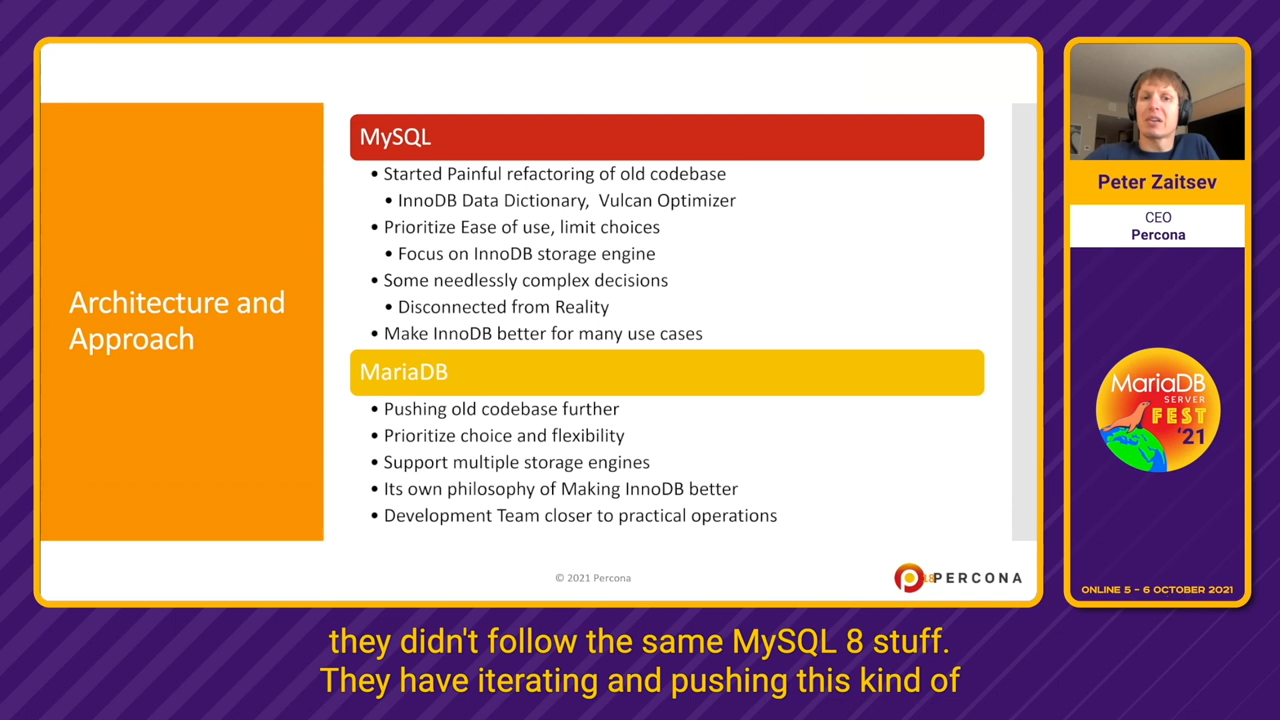 Architecture and
Approach
MySQL
• Started Painful refactoring of old codebase
• InnoDB Data Dictionary, Vulcan Optimizer
• Prioritize Ease of use, limit choices
• Focus on InnoDB storage engine
• Some needlessly complex decisions
• Disconnected from Reality
• Make InnoDB better for many use cases
MariaDB
• Pushing old codebase further
• Prioritize choice and flexibility
• Support multiple storage engines
• Its own philosophy of Making InnoDB better
• Development Team closer to practical operations
© 2021 Percona
18
PERCONA
Peter Zaitsev
CEO
Percona
MariaDB
SERVER
FEST
'21
ONLINE 5 – 6 OCTOBER 2021
they didn't follow the same MySQL 8 stuff.
They have iterating and pushing this kind of